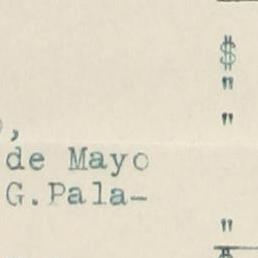 $
"
, "
de Mayo
G.Pala-
"